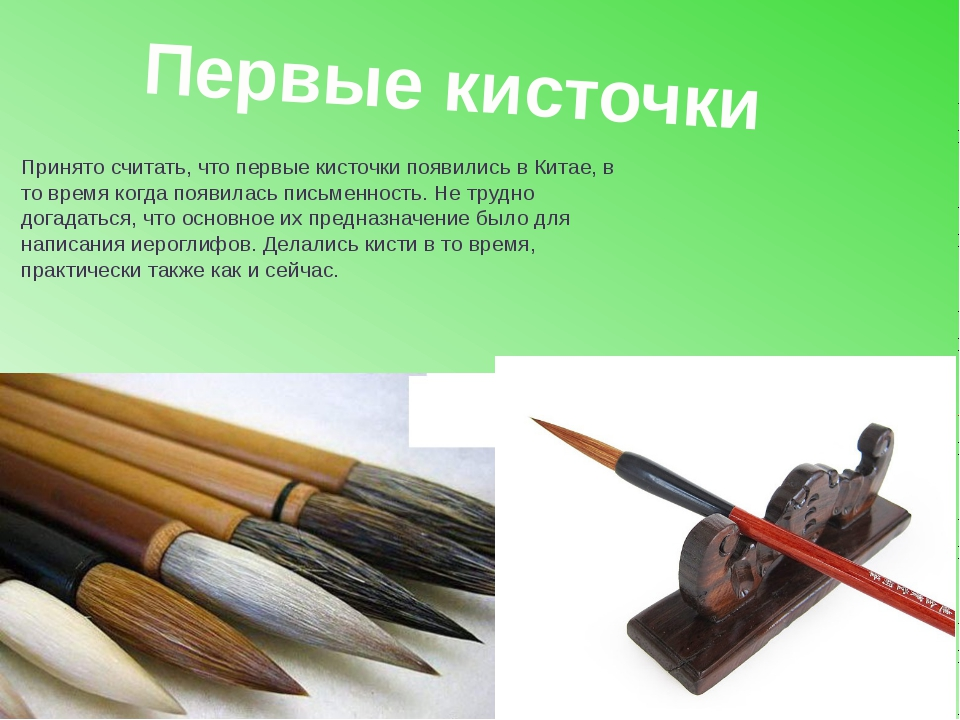 Первые кисточки
Принято считать, что первые кисточки появились в Китае, в
то время когда появилась письменность. Не трудно
догадаться, что основное их предназначение было для
написания иероглифов. Делались кисти в то время,
практически также как и сейчас.